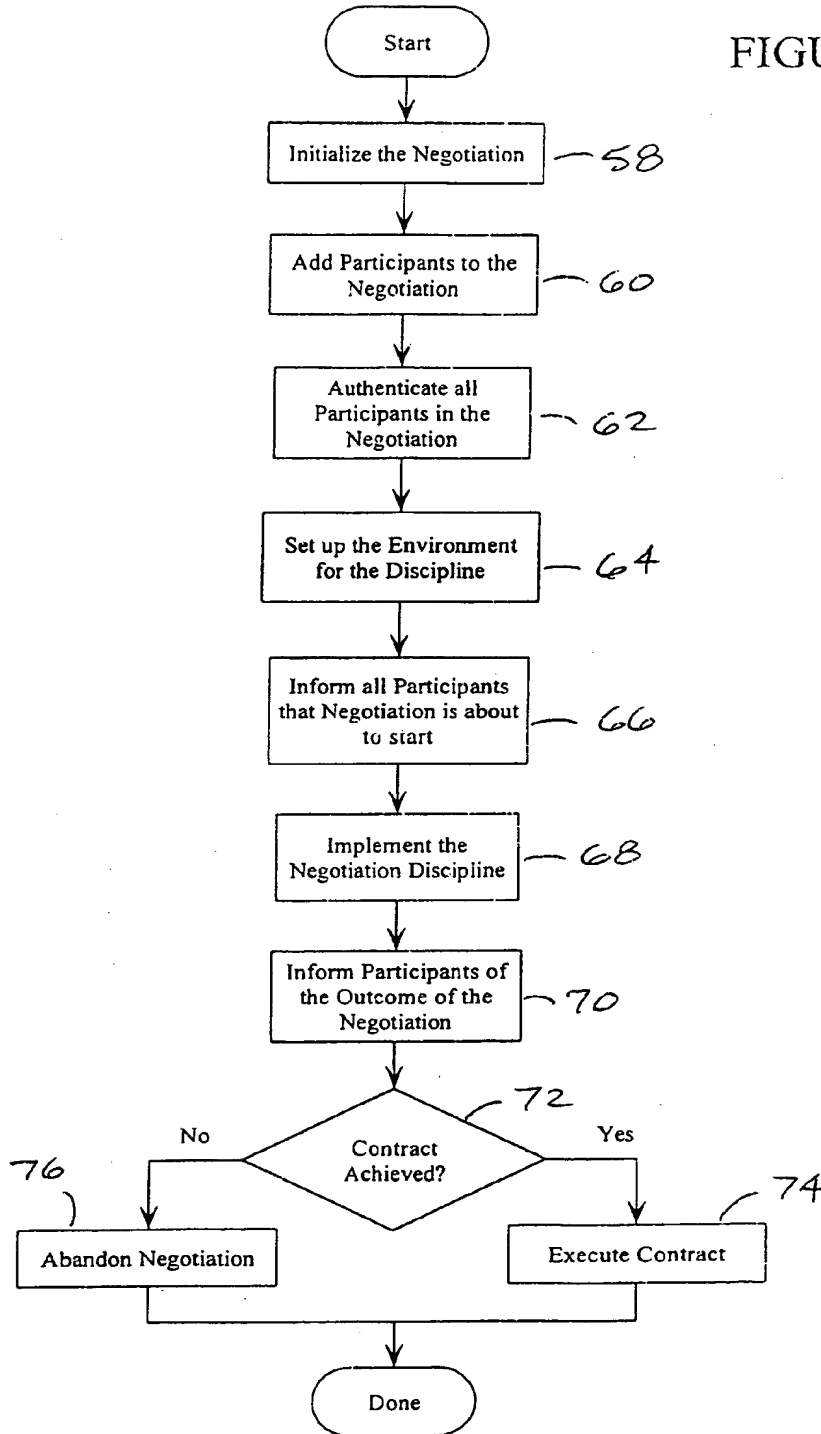 Start
FIGU
Initialize the Negotiation
58
Add Participants to the
Negotiation
60
Authenticate all
Participants in the
Negotiation
62
Set up the Environment
for the Discipline
64
Inform all Participants
that Negotiation is about
to start
66
Implement the
Negotiation Discipline
68
Inform Participants of
the Outcome of the
Negotiation
70
72
No
Contract
Achieved?
Yes
76
74
Abandon Negotiation
Execute Contract
Done